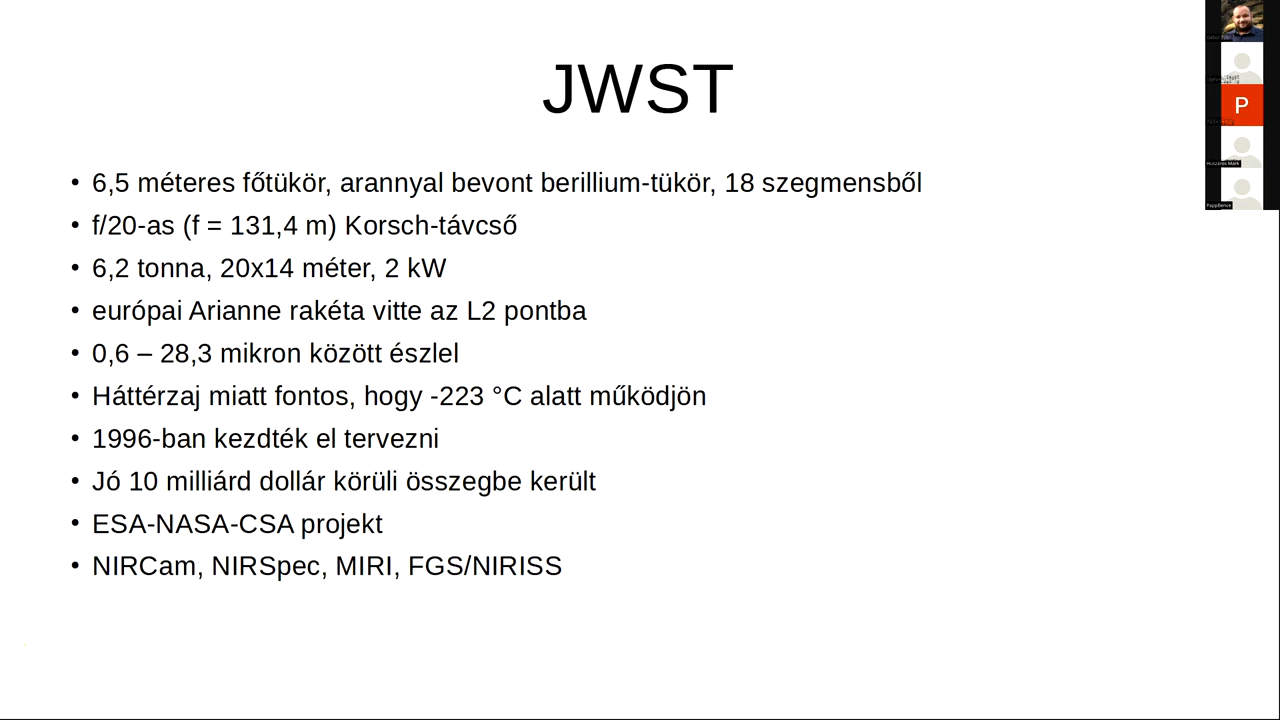 JWST
• 6,5 méteres főtükör, arannyal bevont berillium-tükör, 18 szegmensből
• f/20-as (f = 131,4 m) Korsch-távcső
• 6,2 tonna, 20x14 méter, 2 kW
• európai Arianne rakéta vitte az L2 pontba
• 0,6 – 28,3 mikron között észlel
• Háttérzaj miatt fontos, hogy -223 °C alatt működjön
• 1996-ban kezdték el tervezni
• Jó 10 milliárd dollár körüli összegbe került
• ESA-NASA-CSA projekt
• NIRCam, NIRSpec, MIRI, FGS/NIRISS
P
Huszáros Márk
PappBence